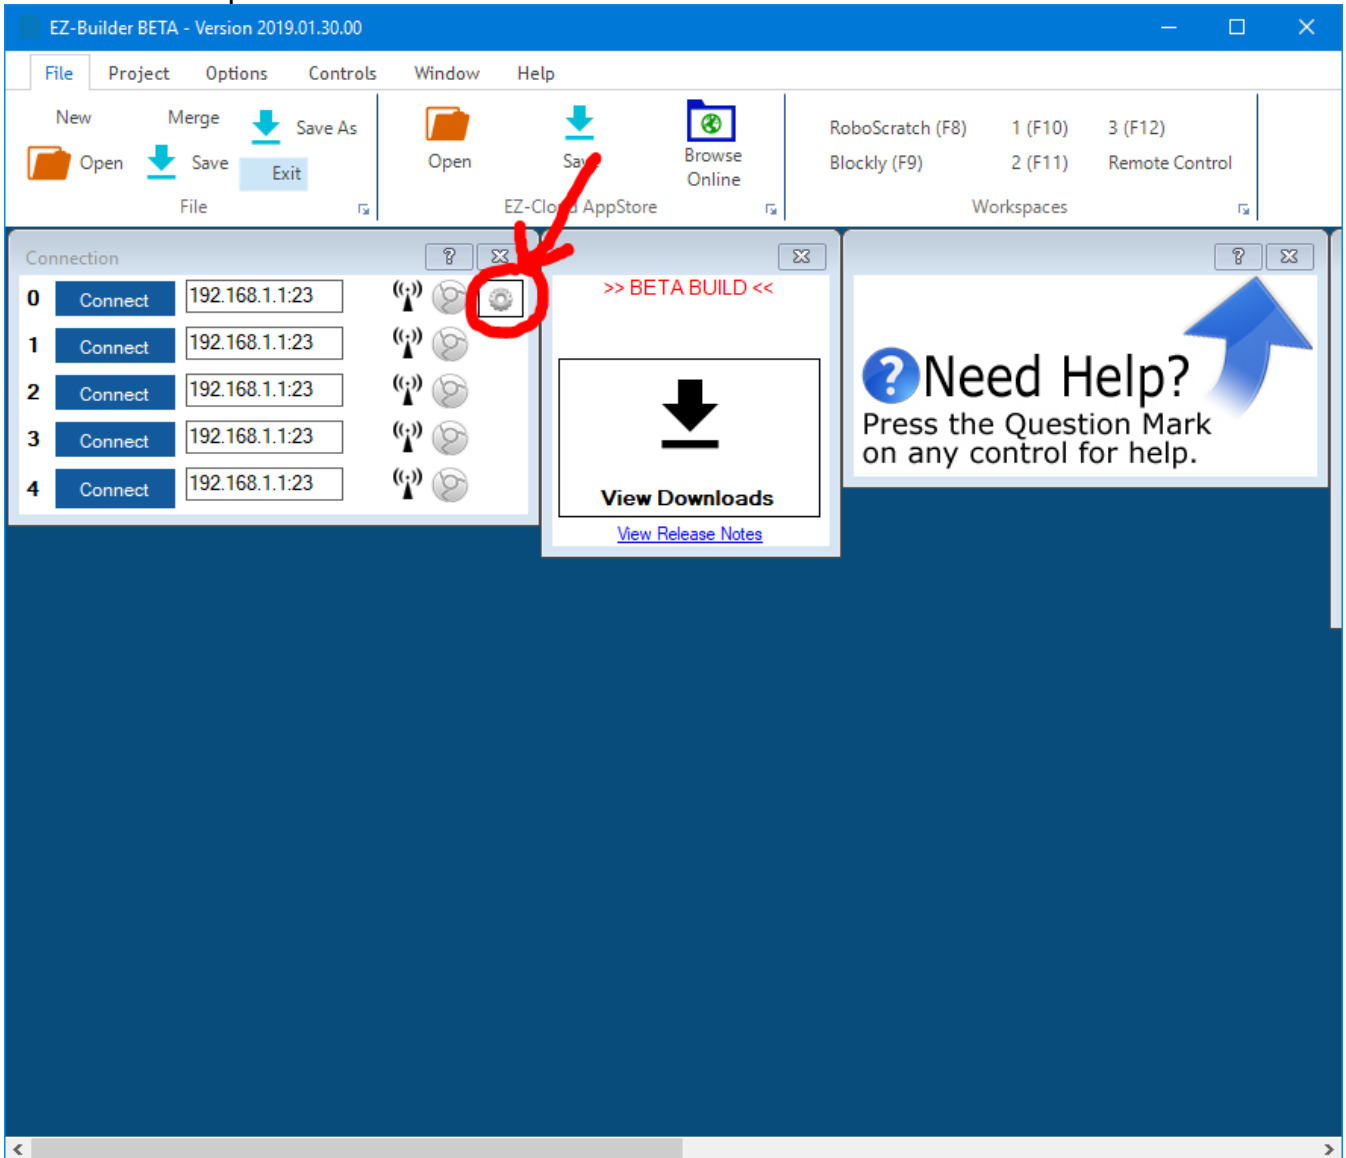 EZ-Builder BETA - Version 2019.01.30.00
File Project Options Controls Window Help
New Merge Save As
Open Save Exit
File
Open Save Browse Online
EZ-Cloud AppStore
RoboScratch (F8) 1 (F10) 3 (F12)
Blockly (F9) 2 (F11) Remote Control
Workspaces
Connection
0 Connect 192.168.1.1:23
1 Connect 192.168.1.1:23
2 Connect 192.168.1.1:23
3 Connect 192.168.1.1:23
4 Connect 192.168.1.1:23
>> BETA BUILD <<
View Downloads
View Release Notes
? Need Help?
Press the Question Mark
on any control for help.